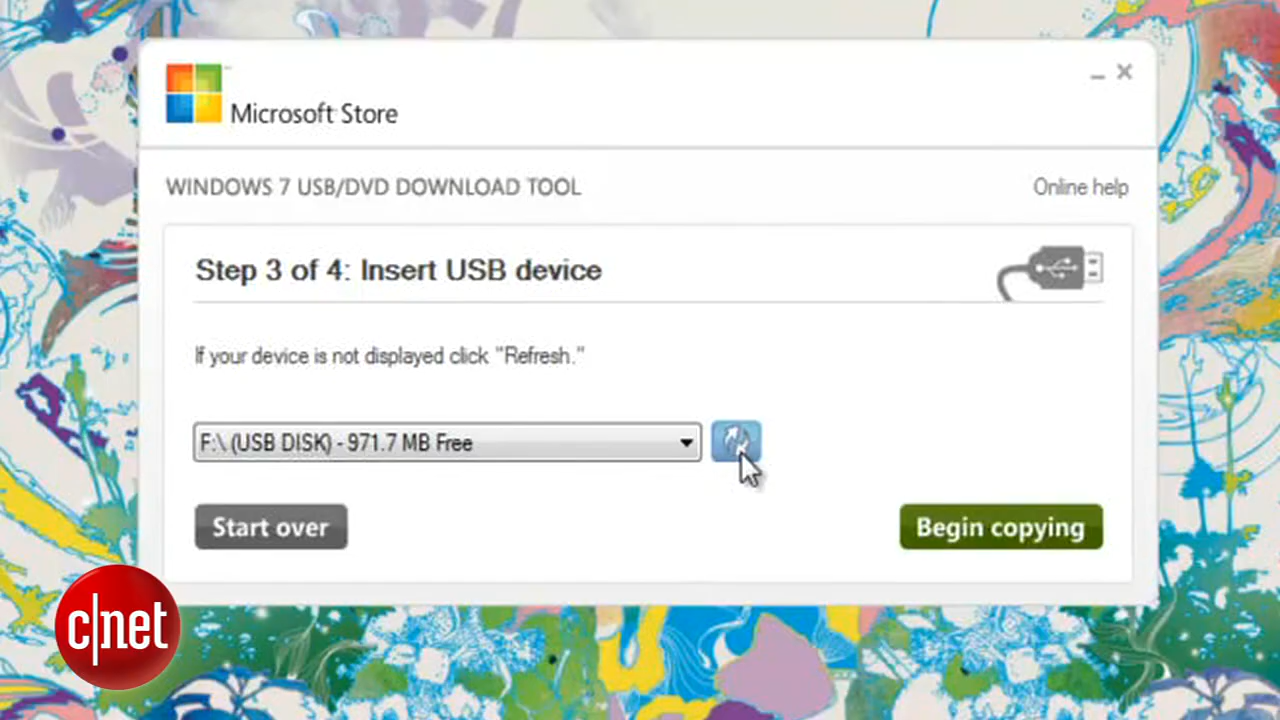 Microsoft Store
WINDOWS 7 USB/DVD DOWNLOAD TOOL
Online help
Step 3 of 4: Insert USB device
If your device is not displayed click "Refresh."
F:\ (USB DISK) - 971.7 MB Free
Start over
Begin copying
c|net